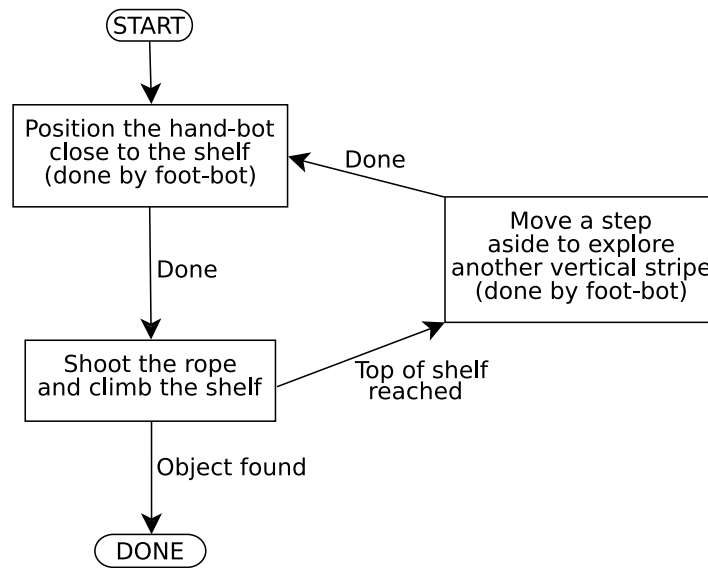 START
Position the hand-bot
close to the shelf
(done by foot-bot)
Done
Move a step
aside to explore
another vertical stripe
(done by foot-bot)
Done
Shoot the rope
and climb the shelf
Top of shelf
reached
Object found
DONE